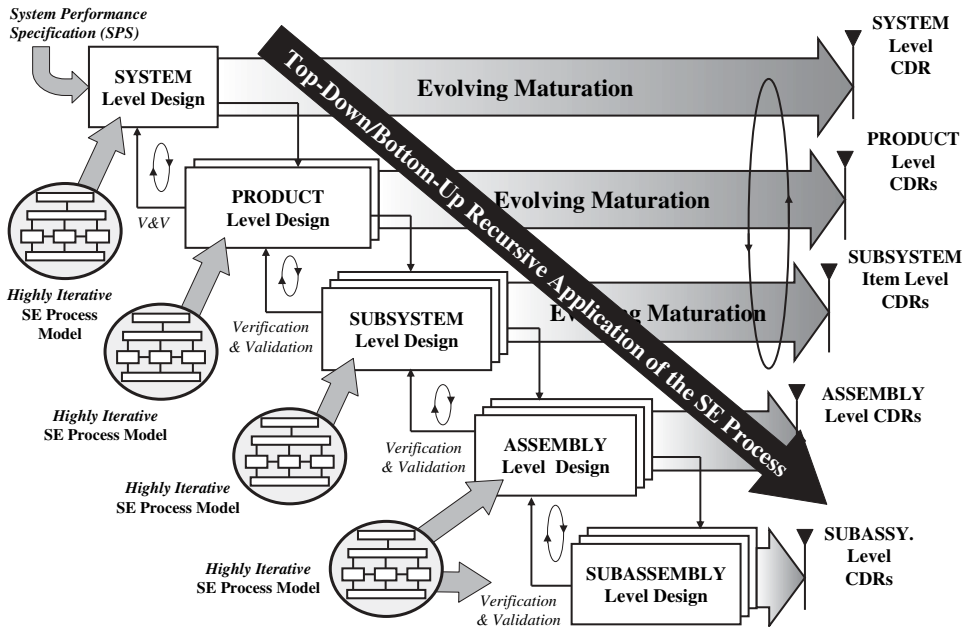 System Performance
Specification (SPS)
SYSTEM
Level Design
Evolving Maturation
SYSTEM
Level
CDR
Top-Down/Bottom-Up Recursive Application of the SE Process
V&V
PRODUCT
Level Design
Evolving Maturation
PRODUCT
Level
CDRs
Highly Iterative
SE Process
Model
Verification
& Validation
SUBSYSTEM
Level Design
Evolving Maturation
SUBSYSTEM
Item Level
CDRs
Highly Iterative
SE Process Model
Verification
& Validation
ASSEMBLY
Level Design
ASSEMBLY
Level CDRs
Highly Iterative
SE Process Model
Highly Iterative
SE Process Model
Verification
& Validation
SUBASSEMBLY
Level Design
SUBASSY.
Level
CDRs